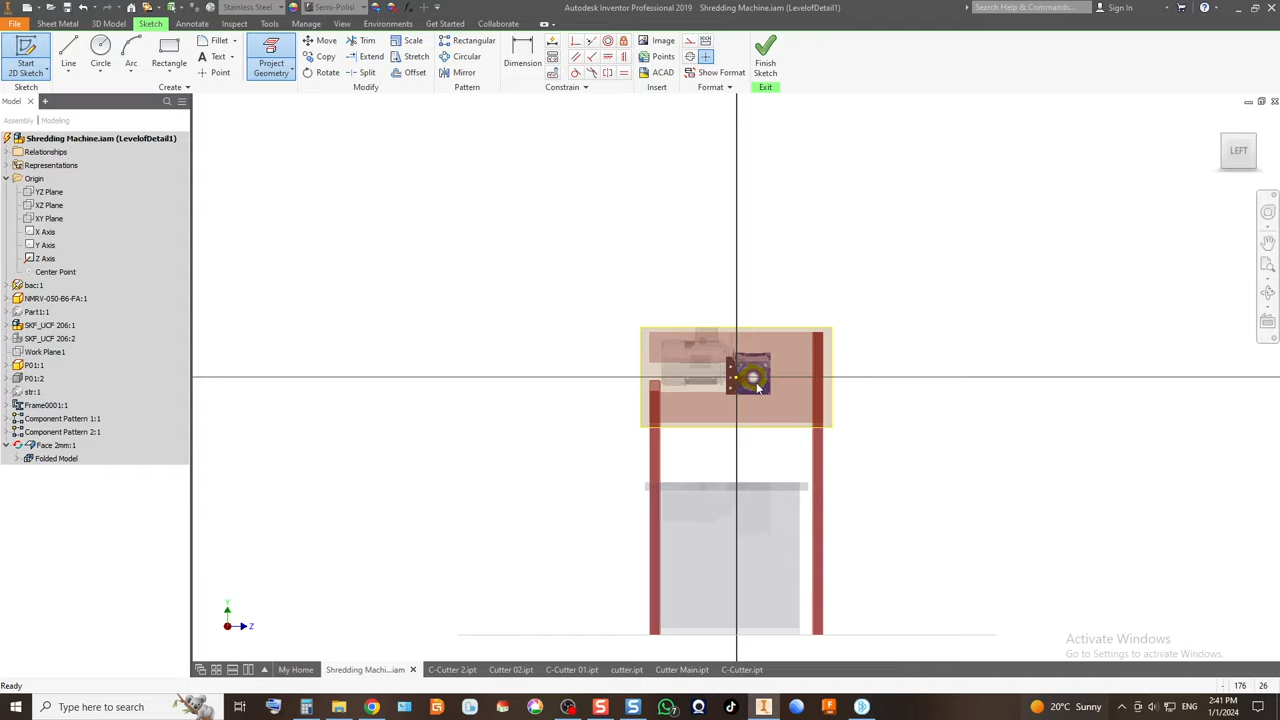 Stainless Steel
Semi-Polisl
Autodesk Inventor Professional 2019 Shredding Machine.iam (LevelofDetail1)
Search Help & Commands...
Sign In
File Sheet Metal 3D Model Sketch Annotate Inspect Tools Manage View Environments Get Started Collaborate
Start 2D Sketch
Line
Circle
Arc
Rectangle
Fillet
Text
Point
Project Geometry
Move
Copy
Rotate
Trim
Extend
Split
Scale
Stretch
Offset
Rectangular
Circular
Mirror
Dimension
Image
Points
ACAD
Show Format
Finish Sketch
Sketch Create Modify Pattern Constrain Insert Format Exit
Model
Assembly | Modeling
Shredding Machine.iam (LevelofDetail1)
Relationships
Representations
Origin
YZ Plane
XZ Plane
XY Plane
X Axis
Y Axis
Z Axis
Center Point
bac:1
NMRV-050-B6-FA:1
Part1:1
SKF_UCF 206:1
SKF_UCF 206:2
Work Plane1
P01:1
P01:2
str:1
Frame0001:1
Component Pattern 1:1
Component Pattern 2:1
Face 2mm:1
Folded Model
LEFT
Y
Z
Activate Windows
Go to Settings to activate Windows.
My Home Shredding Machi...iam C-Cutter 2.ipt Cutter 02.ipt C-Cutter 01.ipt cutter.ipt Cutter Main.ipt C-Cutter.ipt
Ready
176 26
Type here to search
20°C Sunny
ENG
2:41 PM
1/1/2024